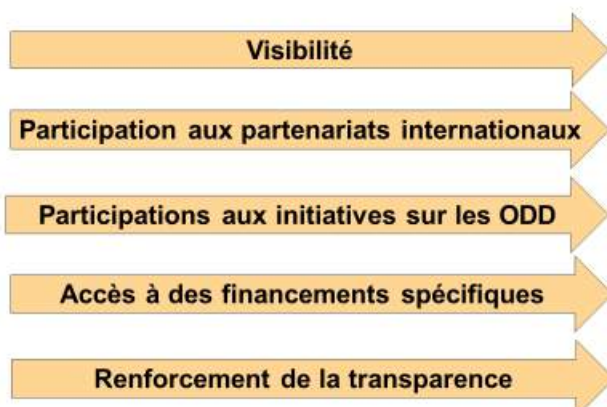 Visibilité
Participation aux partenariats internationaux
Participations aux initiatives sur les ODD
Accès à des financements spécifiques
Renforcement de la transparence